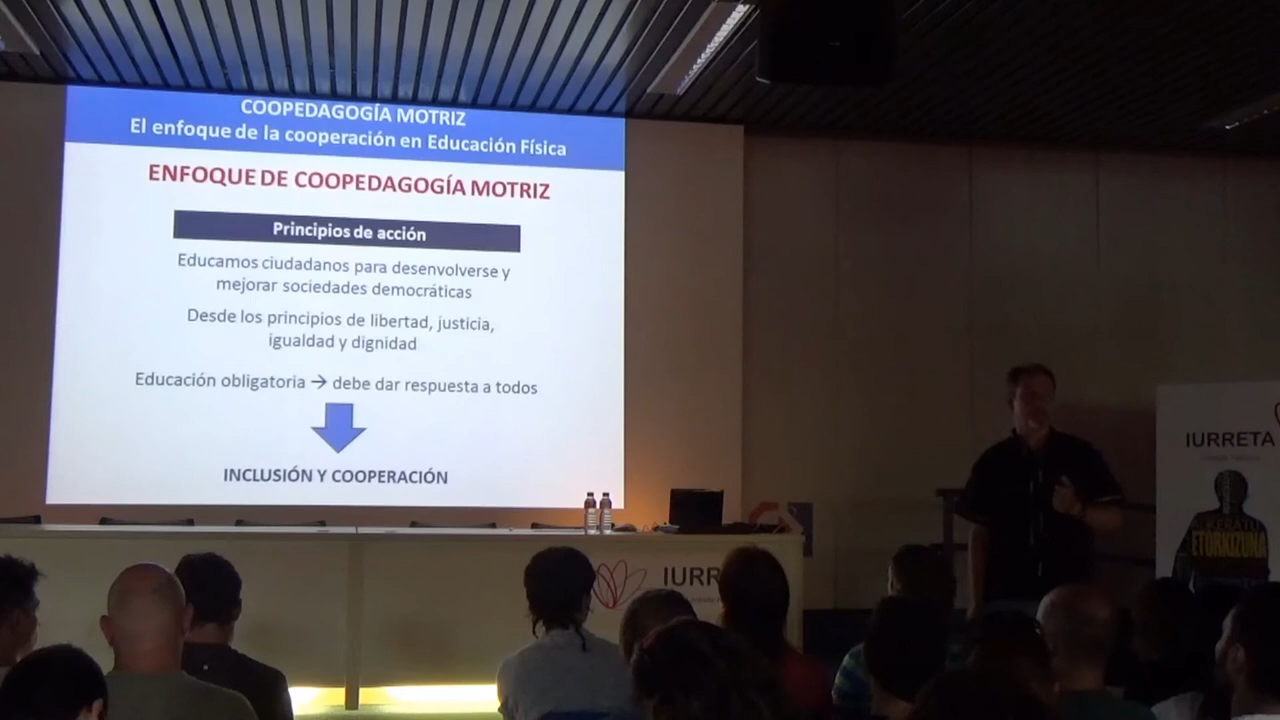 COOPEDAGOGÍA MOTRIZ
El enfoque de la cooperación en Educación Física
ENFOQUE DE COOPEDAGOGÍA MOTRIZ
Principios de acción
Educamos ciudadanos para desenvolverse y
mejorar sociedades democráticas
Desde los principios de libertad, justicia,
igualdad y dignidad
Educación obligatoria → debe dar respuesta a todos
INCLUSIÓN Y COOPERACIÓN
IURR
IURRETA
ETORKIZUNA